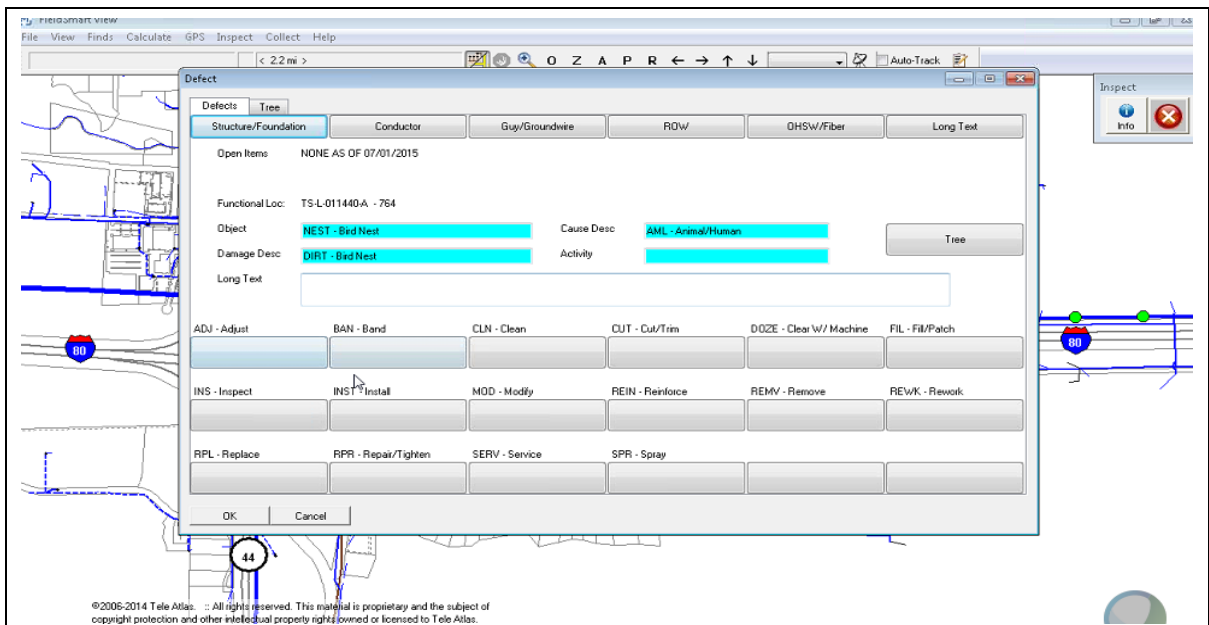 FieldSmart View
File View Finds Calculate GPS Inspect Collect Help
< 2.2 mi > O Z A P R ← → ↑ ↓ Auto-Track
Defect
Inspect
Info
Defects Tree
Structure/Foundation Conductor Guy/Groundwire ROW OHSW/Fiber Long Text
Open Items NONE AS OF 07/01/2015
Functional Loc: TS-L-011440-A - 764
Object NEST - Bird Nest Cause Desc AML - Animal/Human
Tree
Damage Desc DIRT - Bird Nest Activity
Long Text
ADJ - Adjust BAN - Band CLN - Clean CUT - Cut/Trim DOZE - Clear W/ Machine FIL - Fill/Patch
80
80
INS - Inspect INST - Install MOD - Modify REIN - Reinforce REMV - Remove REWK - Rework
RPL - Replace RPR - Repair/Tighten SERV - Service SPR - Spray
OK Cancel
44
©2006-2014 Tele Atlas. :: All rights reserved. This material is proprietary and the subject of
copyright protection and other intellectual property rights owned or licensed to Tele Atlas.